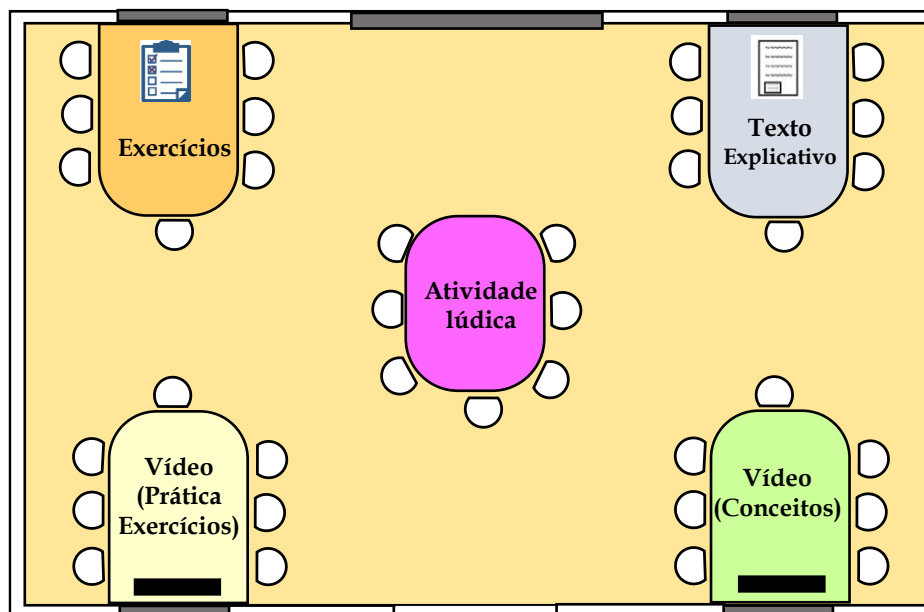 Exercícios
Texto
Explicativo
Atividade
lúdica
Vídeo
(Prática
Exercícios)
Vídeo
(Conceitos)